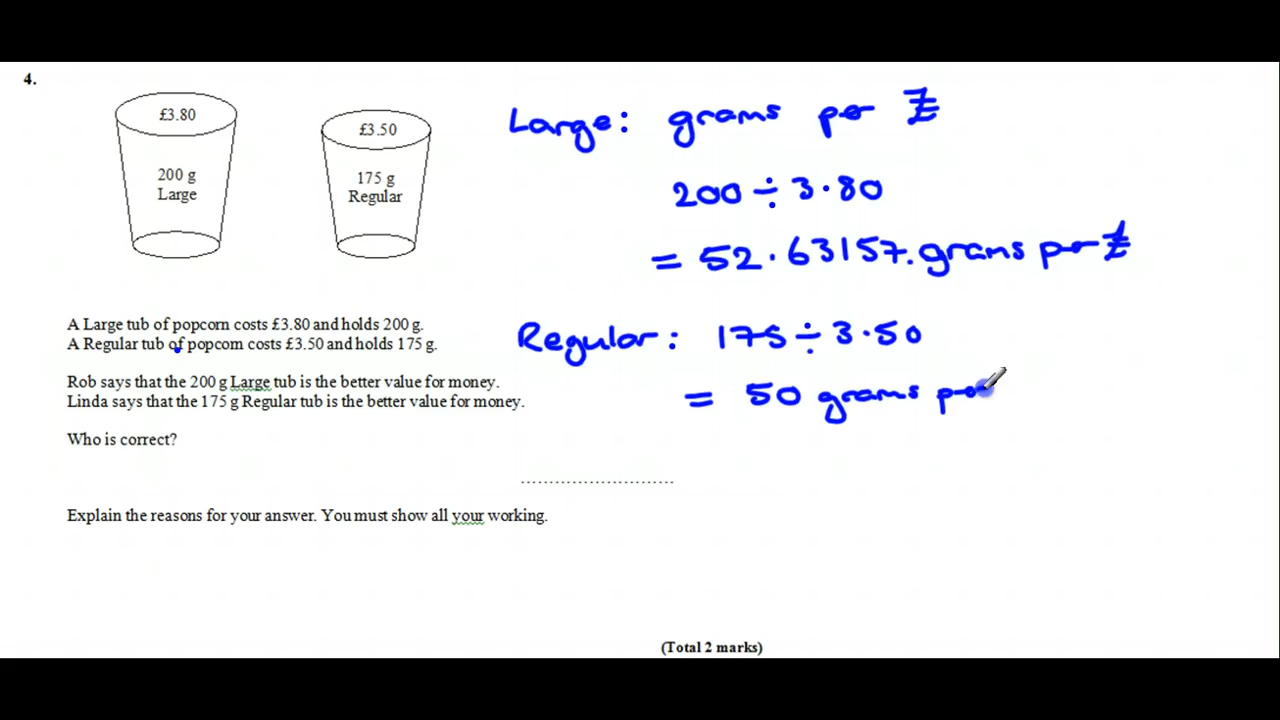 4.
£3.80
200 g
Large
£3.50
175 g
Regular
Large: grams per £
200 ÷ 3.80
= 52.63157. grams per £
Regular: 175 ÷ 3.50
= 50 grams per
A Large tub of popcorn costs £3.80 and holds 200 g.
A Regular tub of popcorn costs £3.50 and holds 175 g.
Rob says that the 200 g Large tub is the better value for money.
Linda says that the 175 g Regular tub is the better value for money.
Who is correct?
...........................
Explain the reasons for your answer. You must show all your working.
(Total 2 marks)